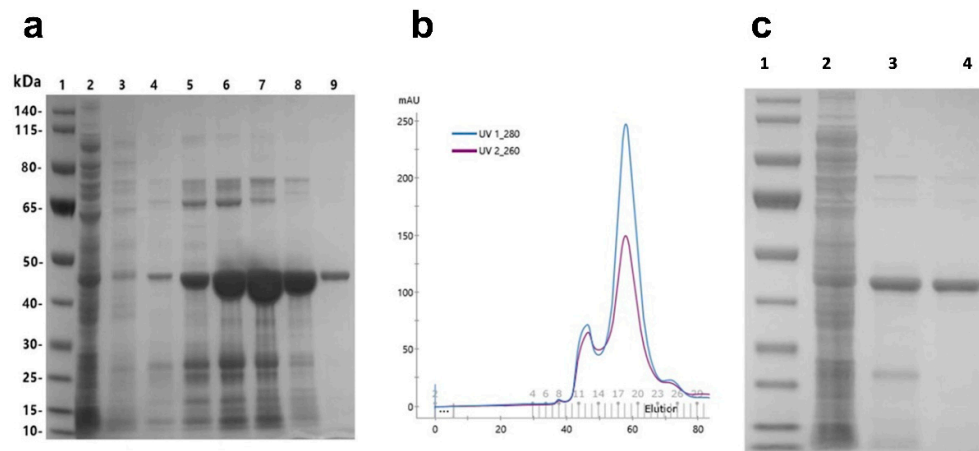 a
b
c
kDa 1 2 3 4 5 6 7 8 9
140-
115-
80-
65-
50-
40-
30-
25-
15-
10-
mAU
250
200
150
100
50
0
UV 1_280
UV 2_260
2 4 6 8 11 14 17 20 23 26
Elution
0 20 40 60 80
1 2 3 4